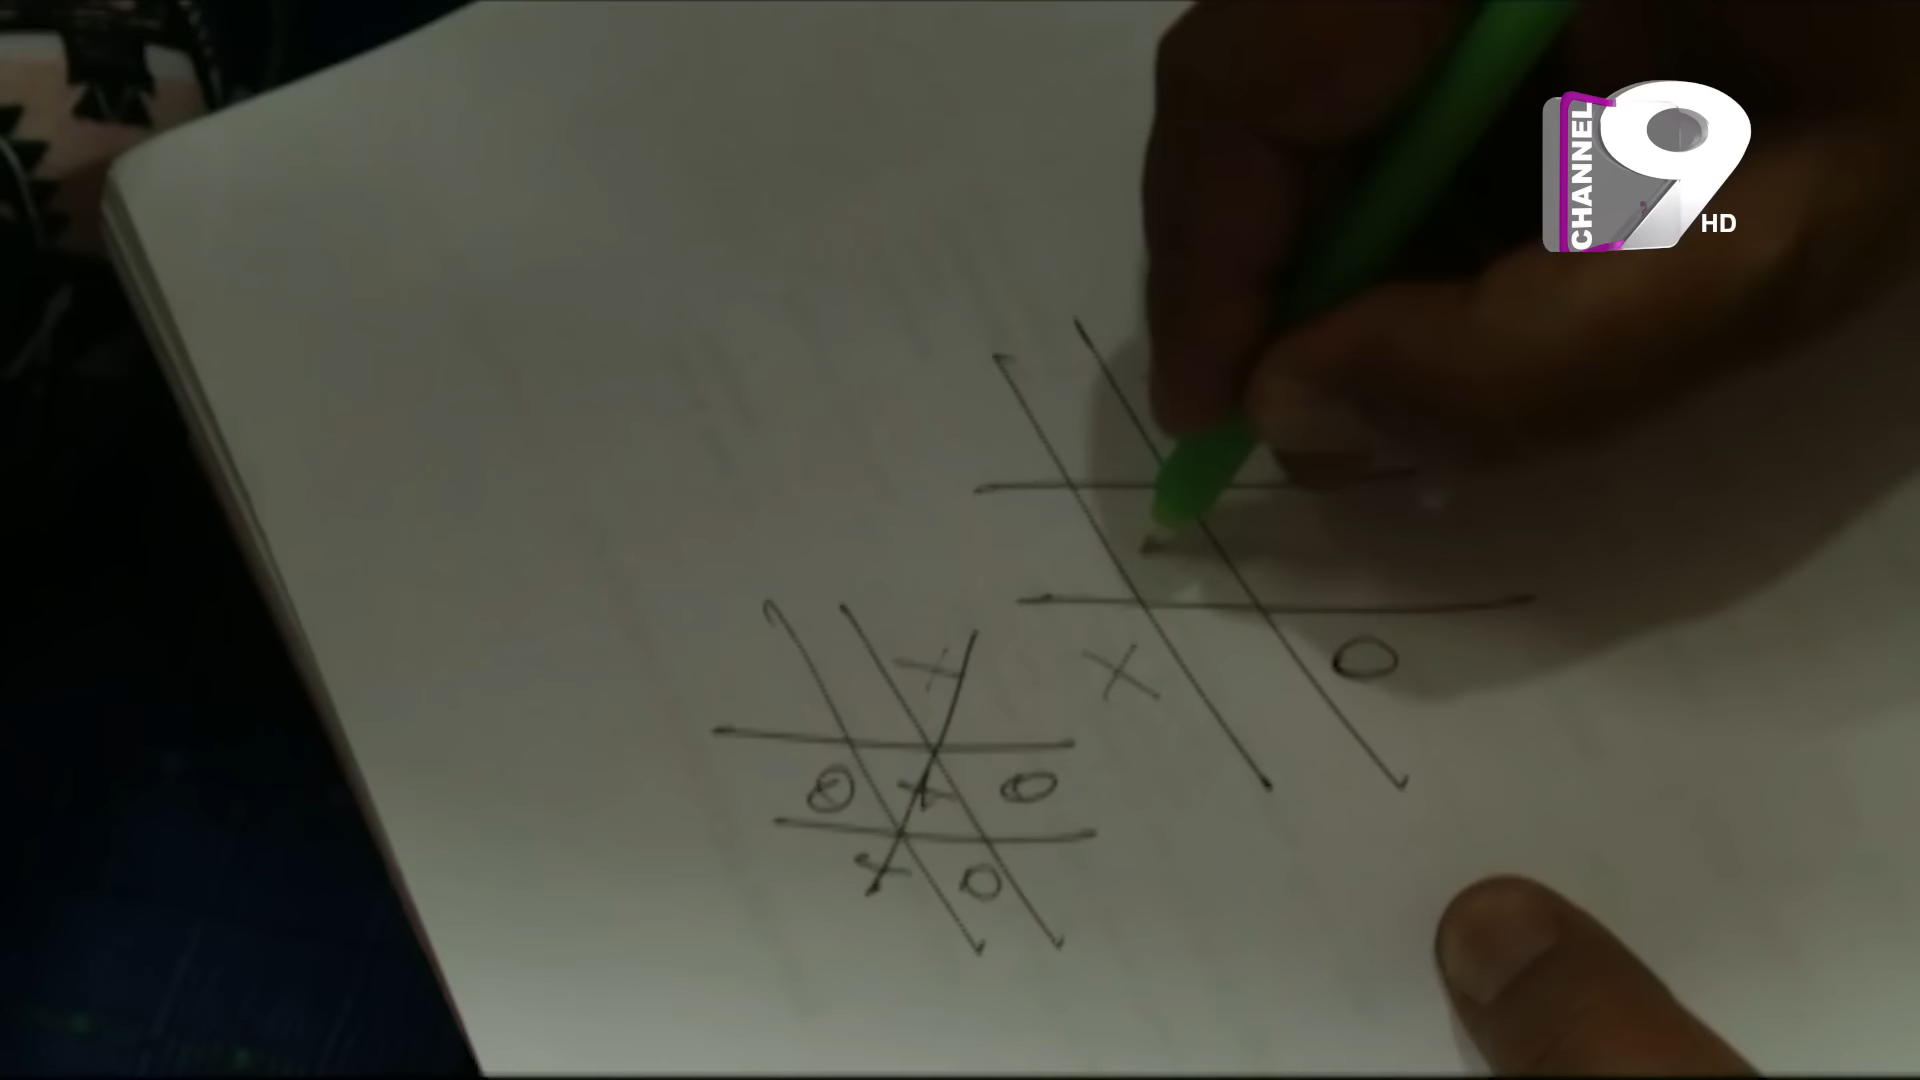 CHANNEL 9
HD
X O
X
O X O
X O